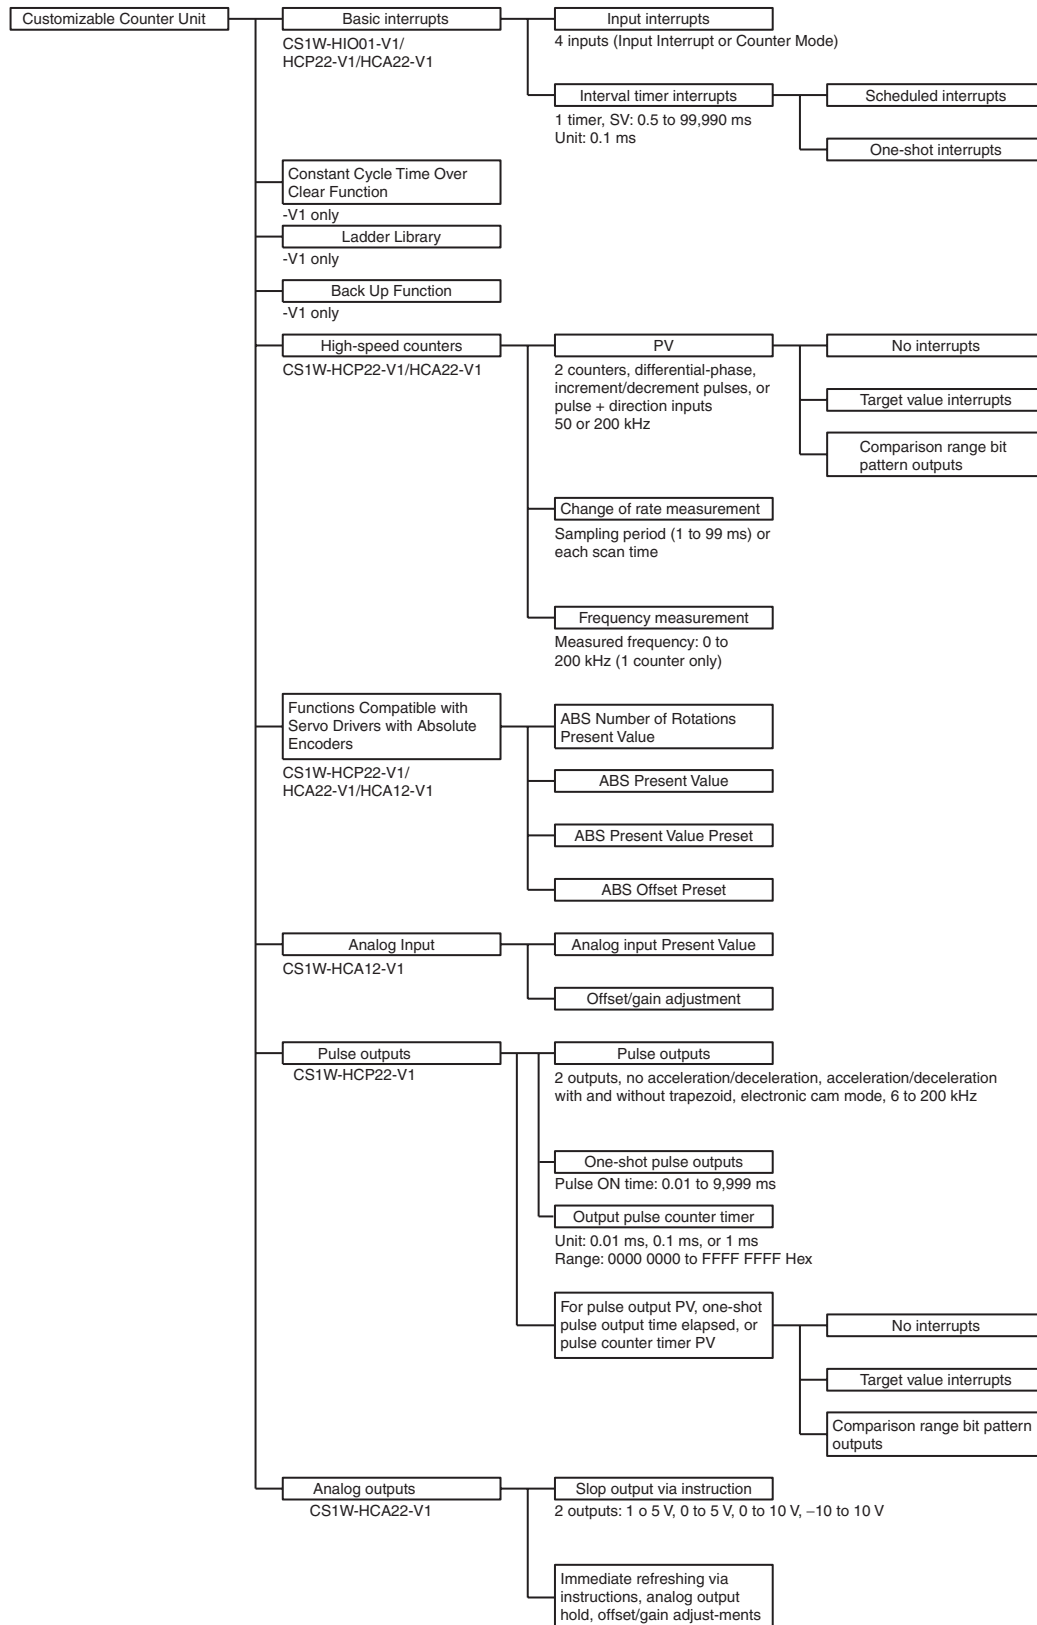 Customizable Counter Unit
Basic interrupts
CS1W-HIO01-V1/
HCP22-V1/HCA22-V1
Input interrupts
4 inputs (Input Interrupt or Counter Mode)
Interval timer interrupts
1 timer, SV: 0.5 to 99,990 ms
Unit: 0.1 ms
Scheduled interrupts
One-shot interrupts
Constant Cycle Time Over
Clear Function
-V1 only
Ladder Library
-V1 only
Back Up Function
-V1 only
High-speed counters
CS1W-HCP22-V1/HCA22-V1
PV
2 counters, differential-phase,
increment/decrement pulses, or
pulse + direction inputs
50 or 200 kHz
No interrupts
Target value interrupts
Comparison range bit
pattern outputs
Change of rate measurement
Sampling period (1 to 99 ms) or
each scan time
Frequency measurement
Measured frequency: 0 to
200 kHz (1 counter only)
Functions Compatible with
Servo Drivers with Absolute
Encoders
CS1W-HCP22-V1/
HCA22-V1/HCA12-V1
ABS Number of Rotations
Present Value
ABS Present Value
ABS Present Value Preset
ABS Offset Preset
Analog Input
CS1W-HCA12-V1
Analog input Present Value
Offset/gain adjustment
Pulse outputs
CS1W-HCP22-V1
Pulse outputs
2 outputs, no acceleration/deceleration, acceleration/deceleration
with and without trapezoid, electronic cam mode, 6 to 200 kHz
One-shot pulse outputs
Pulse ON time: 0.01 to 9,999 ms
Output pulse counter timer
Unit: 0.01 ms, 0.1 ms, or 1 ms
Range: 0000 0000 to FFFF FFFF Hex
For pulse output PV, one-shot
pulse output time elapsed, or
pulse counter timer PV
No interrupts
Target value interrupts
Comparison range bit pattern
outputs
Analog outputs
CS1W-HCA22-V1
Slop output via instruction
2 outputs: 1 o 5 V, 0 to 5 V, 0 to 10 V, –10 to 10 V
Immediate refreshing via
instructions, analog output
hold, offset/gain adjust-ments